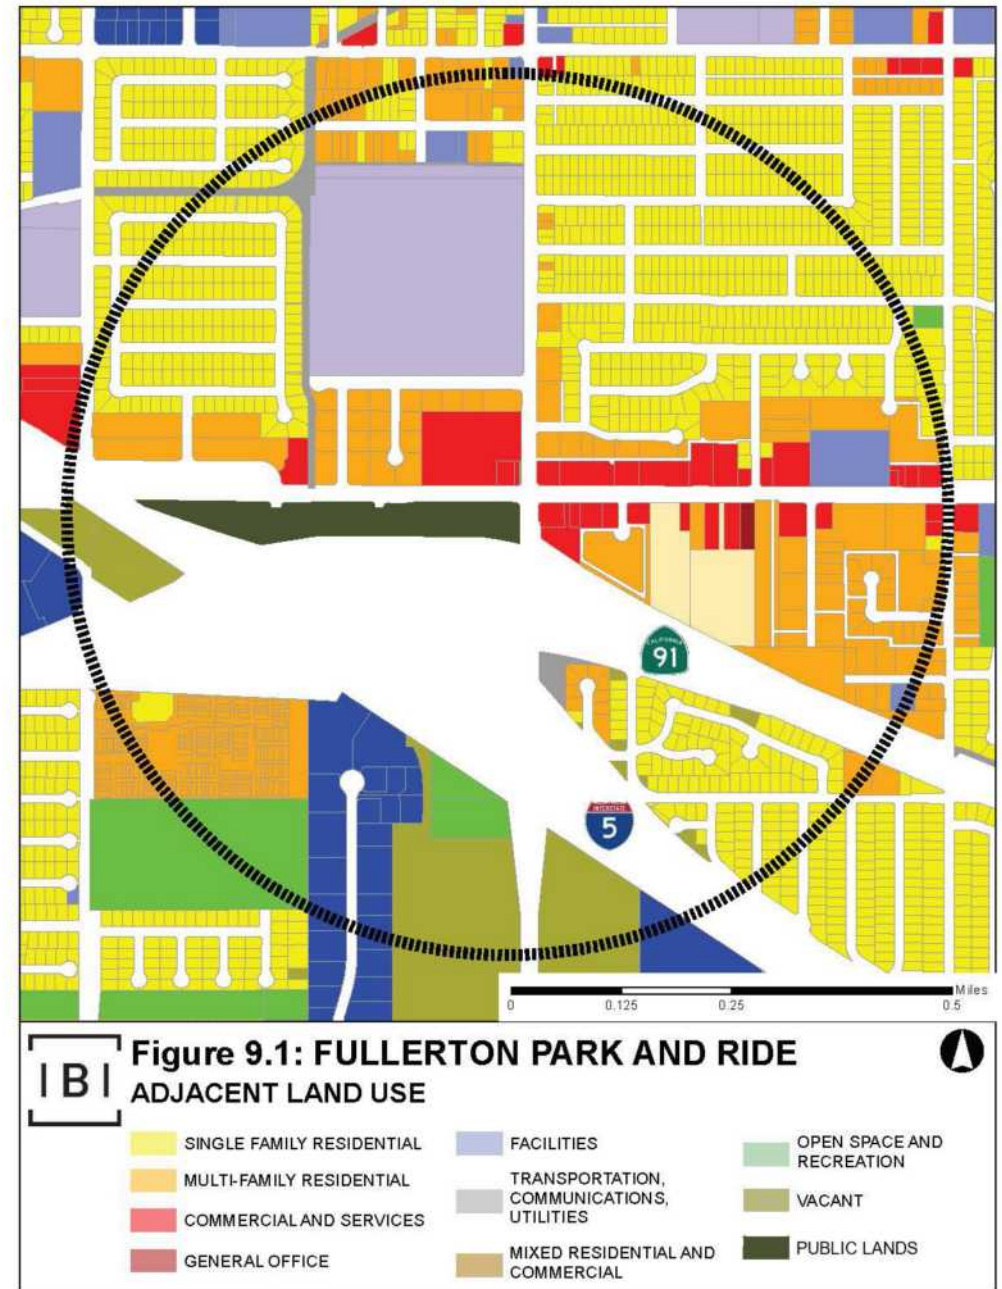 CALIFORNIA
91
INTERSTATE
5
Miles
0 0.125 0.25 0.5
IBI
Figure 9.1: FULLERTON PARK AND RIDE
ADJACENT LAND USE
SINGLE FAMILY RESIDENTIAL
MULTI-FAMILY RESIDENTIAL
COMMERCIAL AND SERVICES
GENERAL OFFICE
FACILITIES
TRANSPORTATION,
COMMUNICATIONS,
UTILITIES
MIXED RESIDENTIAL AND
COMMERCIAL
OPEN SPACE AND
RECREATION
VACANT
PUBLIC LANDS